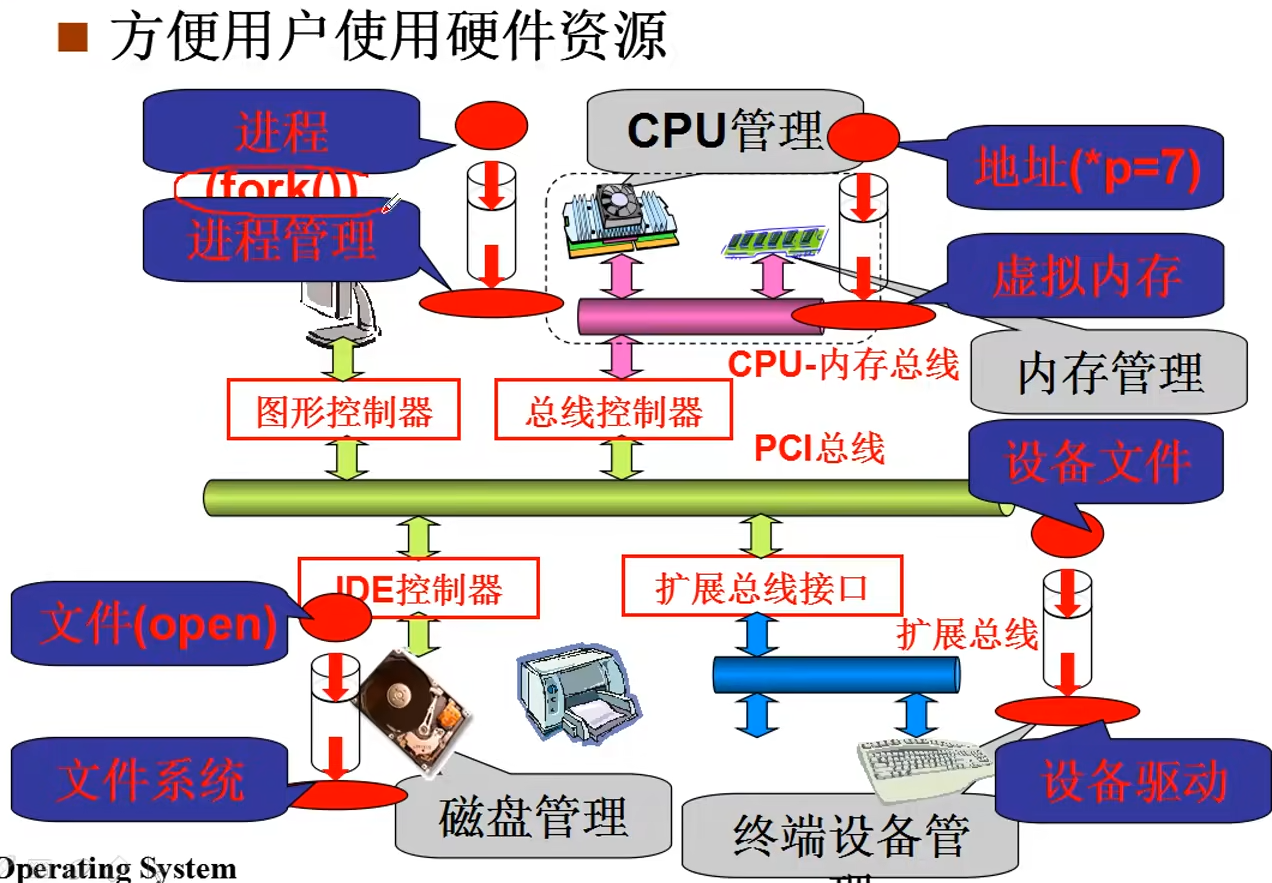 方便用户使用硬件资源
进程
(fork())
CPU管理
地址(*p=7)
进程管理
虚拟内存
CPU-内存总线
内存管理
图形控制器
总线控制器
PCI总线
设备文件
IDE控制器
扩展总线接口
文件(open)
扩展总线
文件系统
磁盘管理
设备驱动
终端设备管
理
Operating System